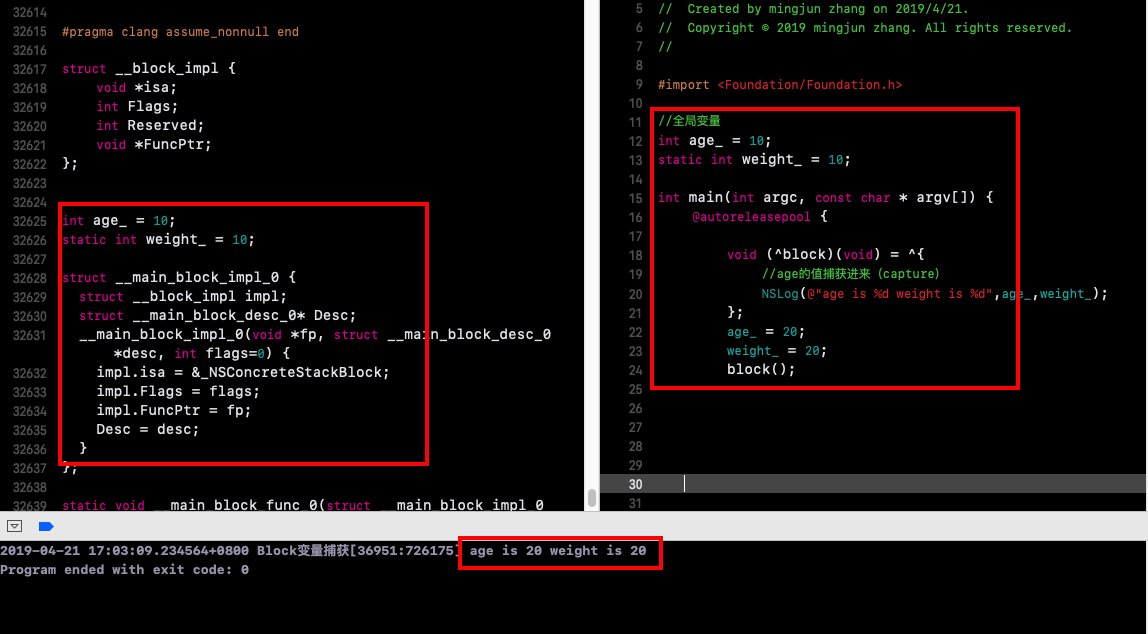 32614
32615 #pragma clang assume_nonnull end
32616
32617 struct __block_impl {
32618 void *isa;
32619 int Flags;
32620 int Reserved;
32621 void *FuncPtr;
32622 };
32623
32624
32625 int age_ = 10;
32626 static int weight_ = 10;
32627
32628 struct __main_block_impl_0 {
32629 struct __block_impl impl;
32630 struct __main_block_desc_0* Desc;
32631 __main_block_impl_0(void *fp, struct __main_block_desc_0
*desc, int flags=0) {
32632 impl.isa = &_NSConcreteStackBlock;
32633 impl.Flags = flags;
32634 impl.FuncPtr = fp;
32635 Desc = desc;
32636 }
32637 };
32638
32639 static void __main_block_func_0(struct __main_block_impl_0
5 // Created by mingjun zhang on 2019/4/21.
6 // Copyright © 2019 mingjun zhang. All rights reserved.
7 //
8
9 #import <Foundation/Foundation.h>
10
11 //全局变量
12 int age_ = 10;
13 static int weight_ = 10;
14
15 int main(int argc, const char * argv[]) {
16 @autoreleasepool {
17
18 void (^block)(void) = ^{
19 //age的值捕获进来（capture）
20 NSLog(@"age is %d weight is %d",age_,weight_);
21 };
22 age_ = 20;
23 weight_ = 20;
24 block();
25
26
27
28
29
30
31
2019-04-21 17:03:09.234564+0800 Block变量捕获[36951:726175] age is 20 weight is 20
Program ended with exit code: 0